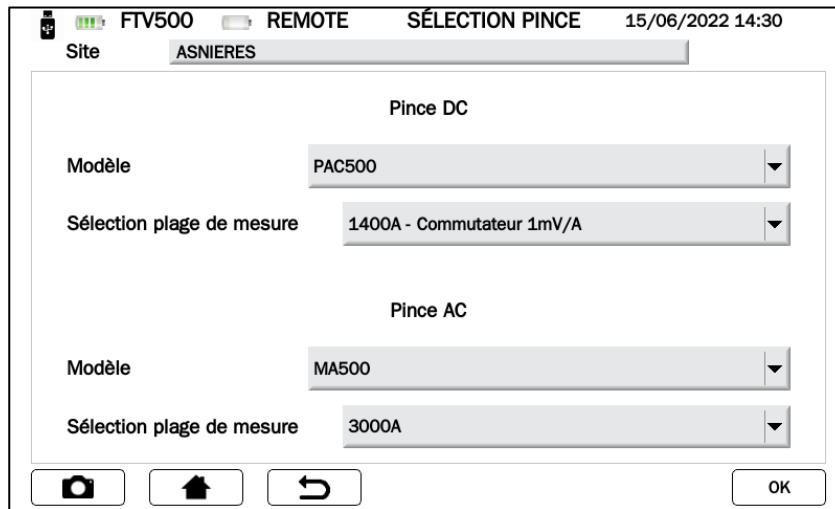 FTV500 REMOTE SÉLECTION PINCE 15/06/2022 14:30
Site ASNIERES
Pince DC
Modèle PAC500
Sélection plage de mesure 1400A - Commutateur 1mV/A
Pince AC
Modèle MA500
Sélection plage de mesure 3000A
OK